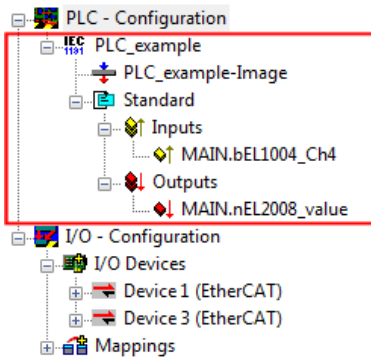 PLC - Configuration
IEC 1131 PLC_example
PLC_example-Image
Standard
Inputs
MAIN.bEL1004_Ch4
Outputs
MAIN.nEL2008_value
I/O - Configuration
I/O Devices
Device 1 (EtherCAT)
Device 3 (EtherCAT)
Mappings